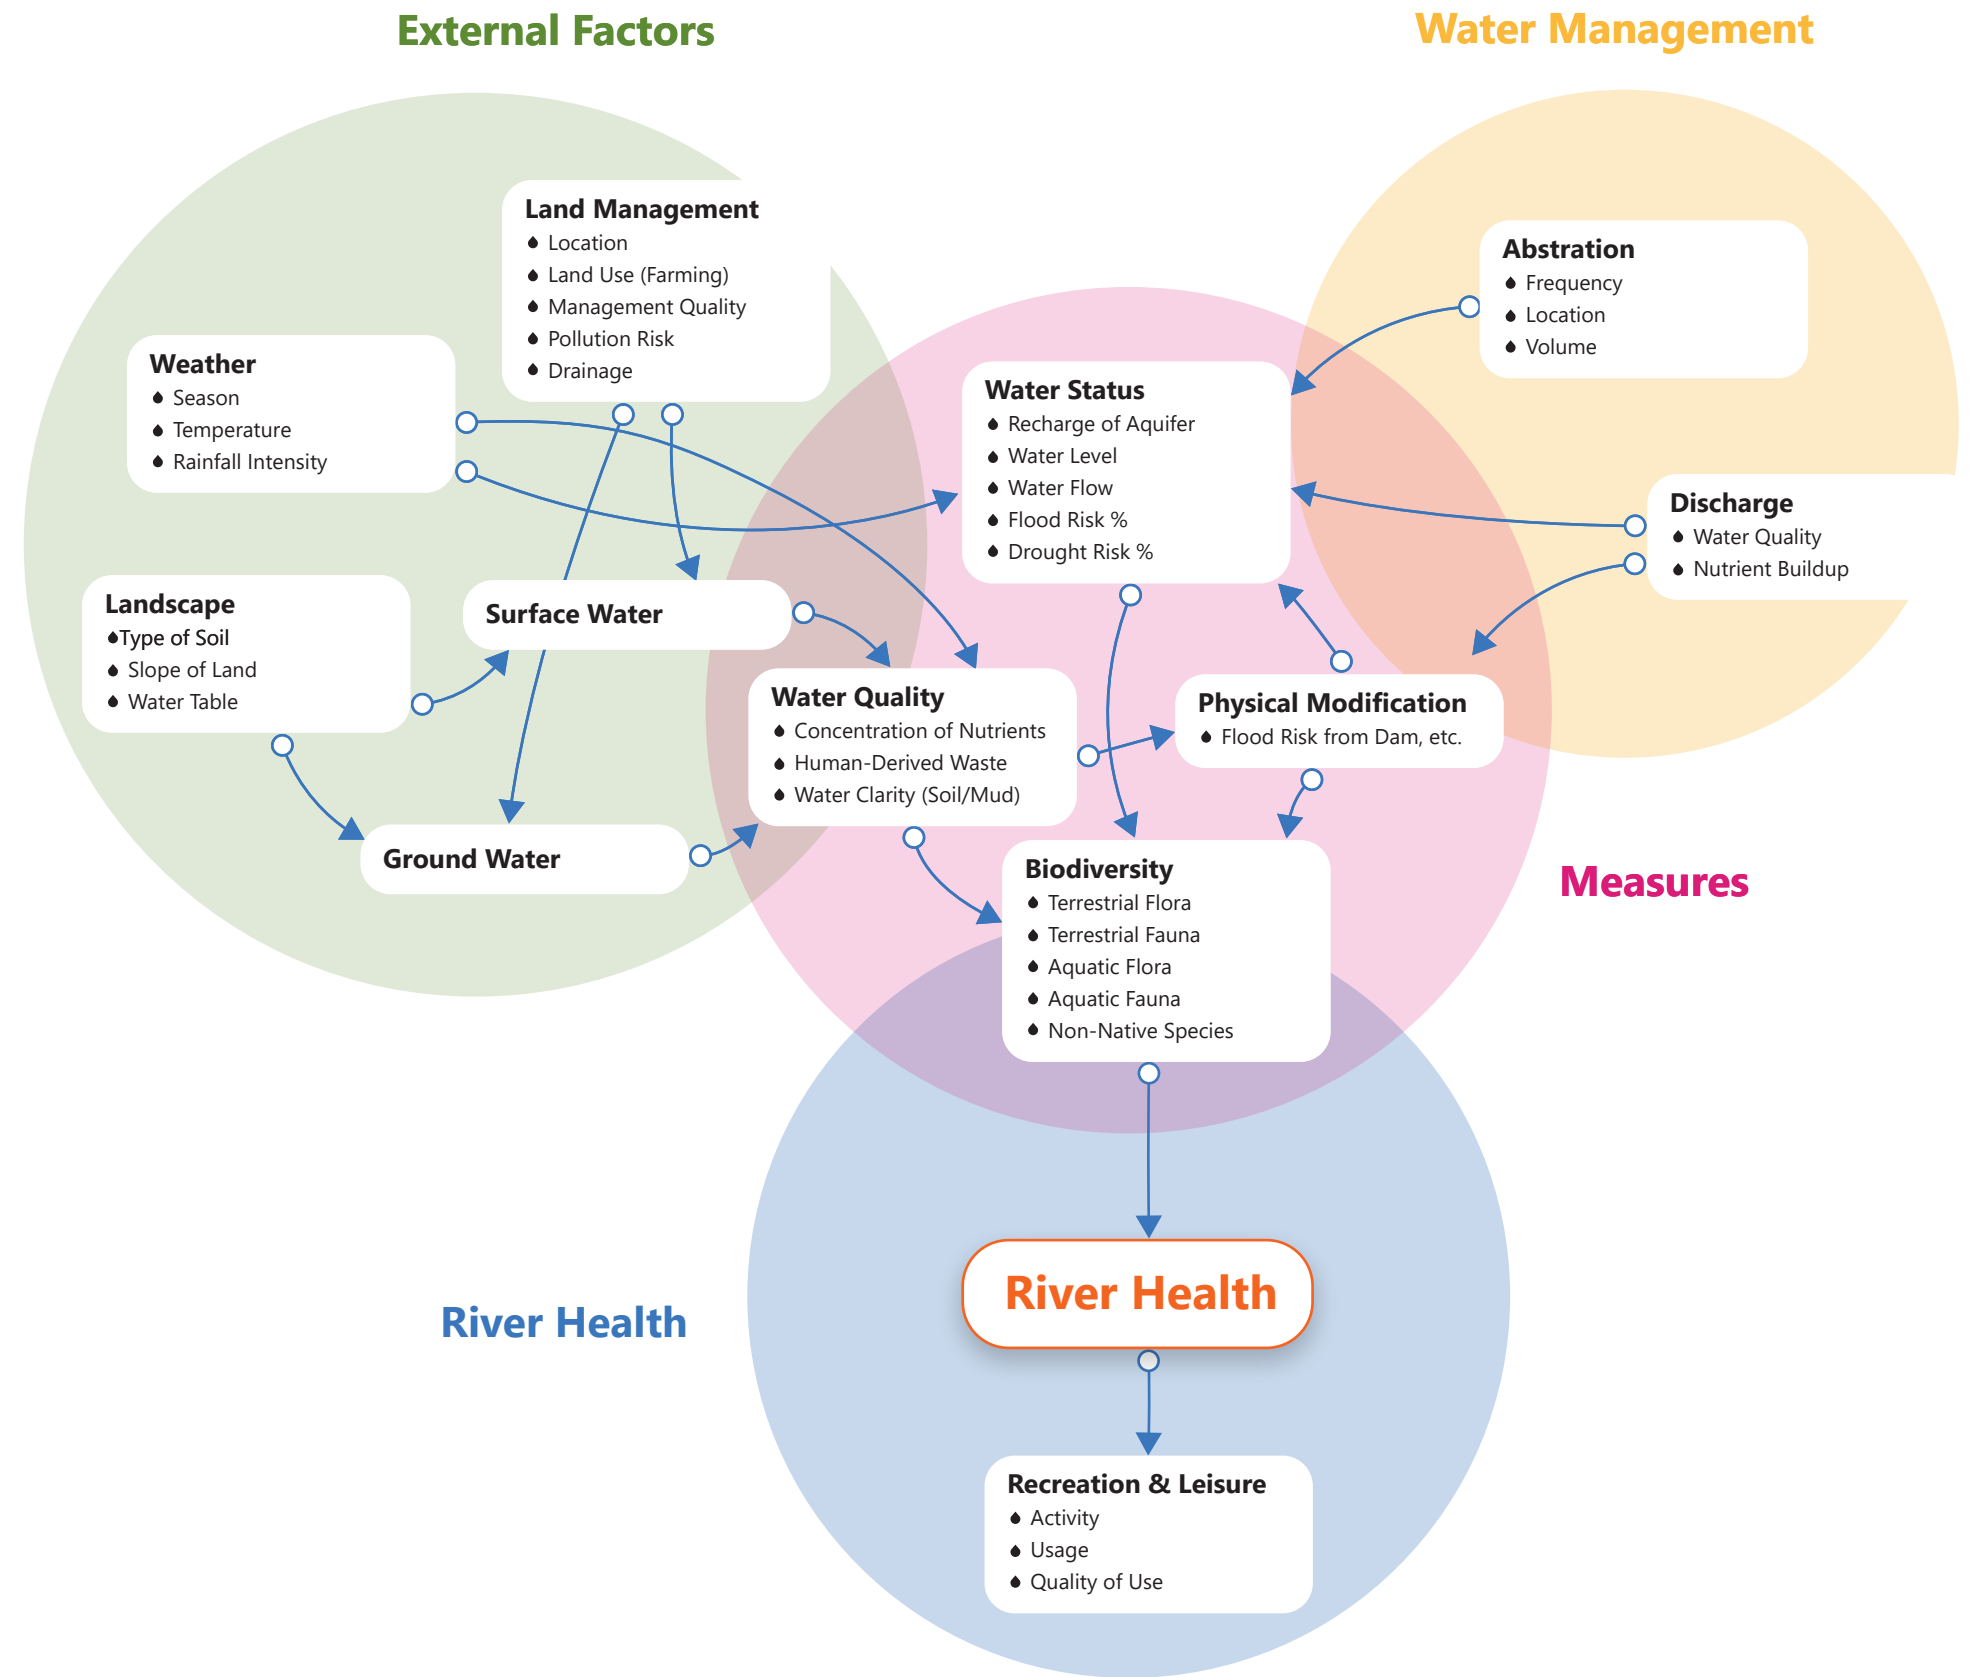 External Factors
Water Management
Land Management
Location
Land Use (Farming)
Management Quality
Pollution Risk
Drainage
Weather
Season
Temperature
Rainfall Intensity
Landscape
Type of Soil
Slope of Land
Water Table
Surface Water
Ground Water
Abstration
Frequency
Location
Volume
Discharge
Water Quality
Nutrient Buildup
Water Status
Recharge of Aquifer
Water Level
Water Flow
Flood Risk %
Drought Risk %
Water Quality
Concentration of Nutrients
Human-Derived Waste
Water Clarity (Soil/Mud)
Physical Modification
Flood Risk from Dam, etc.
Biodiversity
Terrestrial Flora
Terrestrial Fauna
Aquatic Flora
Aquatic Fauna
Non-Native Species
Measures
River Health
River Health
Recreation & Leisure
Activity
Usage
Quality of Use